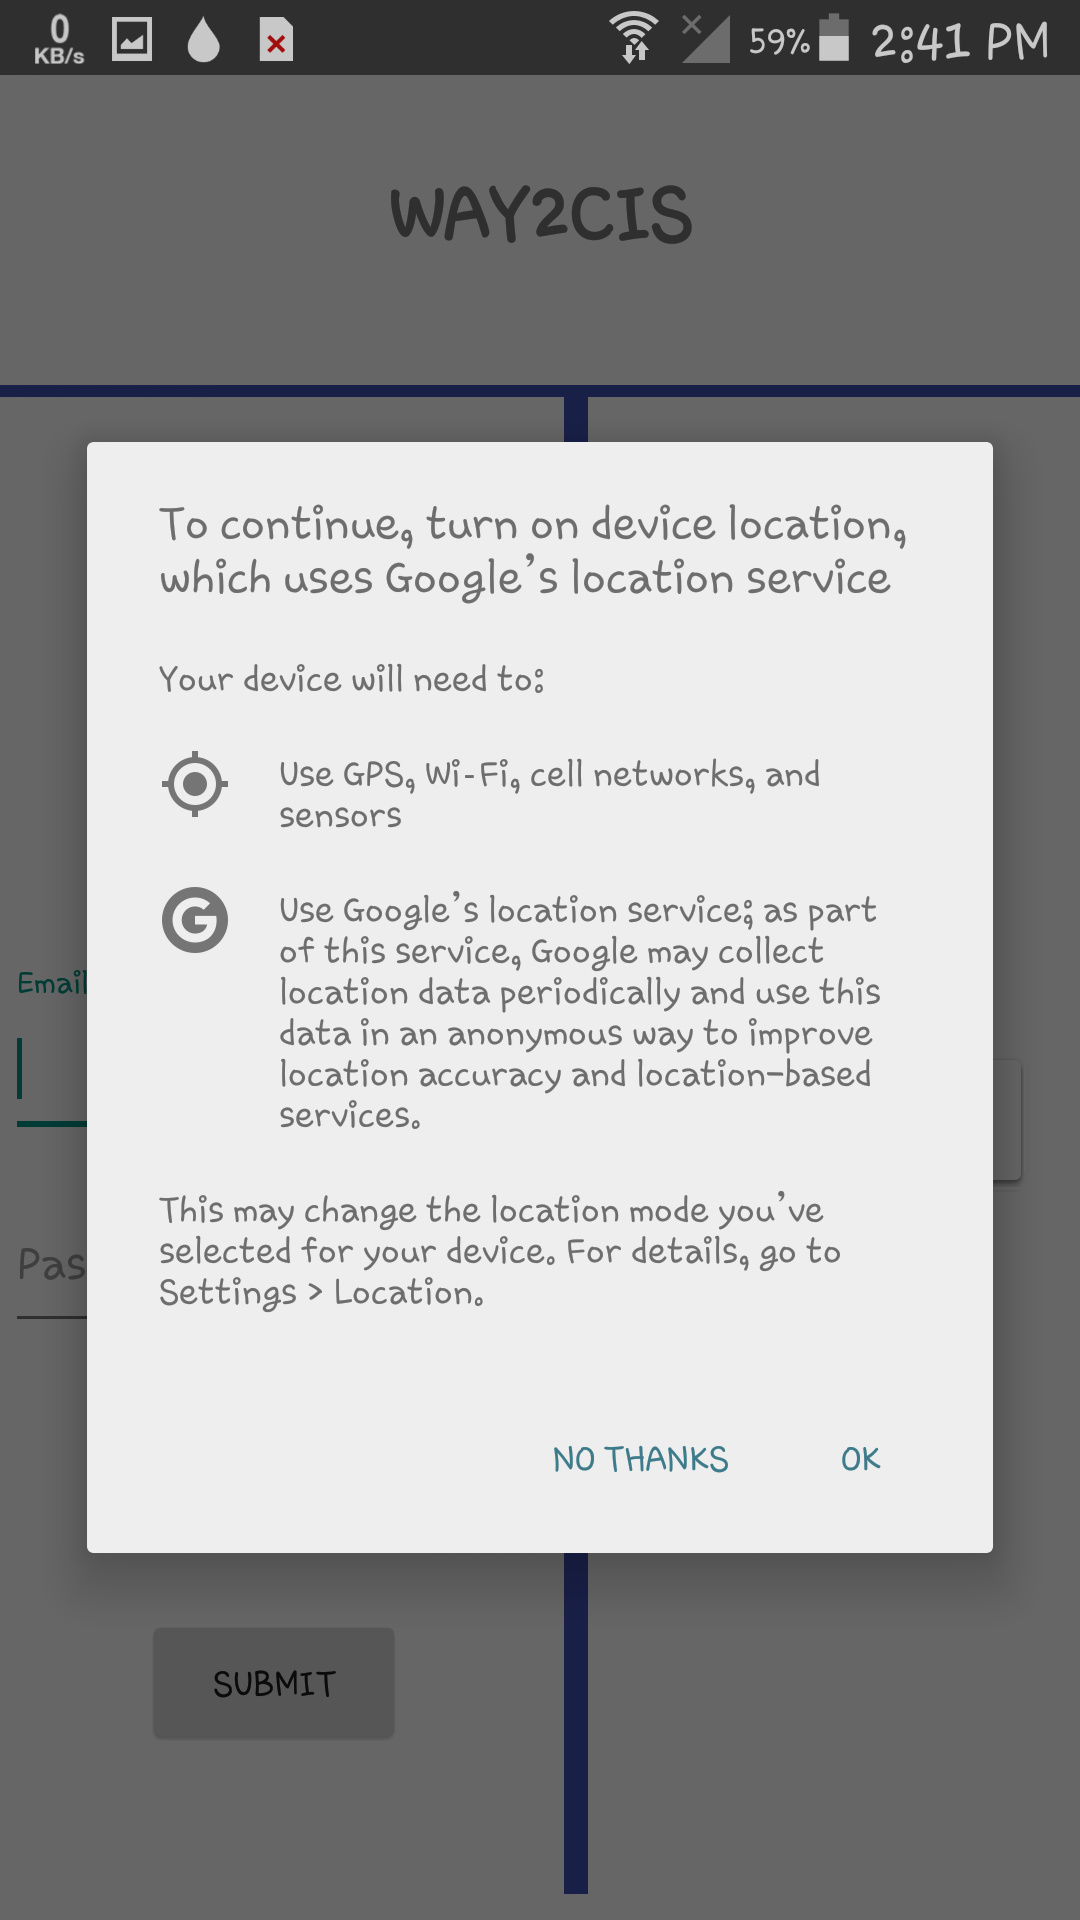 0
KB/s
59%
2:41 PM
WAY2CIS
To continue, turn on device location,
which uses Google's location service
Your device will need to:
Use GPS, Wi-Fi, cell networks, and
sensors
Use Google's location service; as part
of this service, Google may collect
location data periodically and use this
data in an anonymous way to improve
location accuracy and location-based
services.
This may change the location mode you've
selected for your device. For details, go to
Settings > Location.
NO THANKS
OK
Email
Pas
SUBMIT